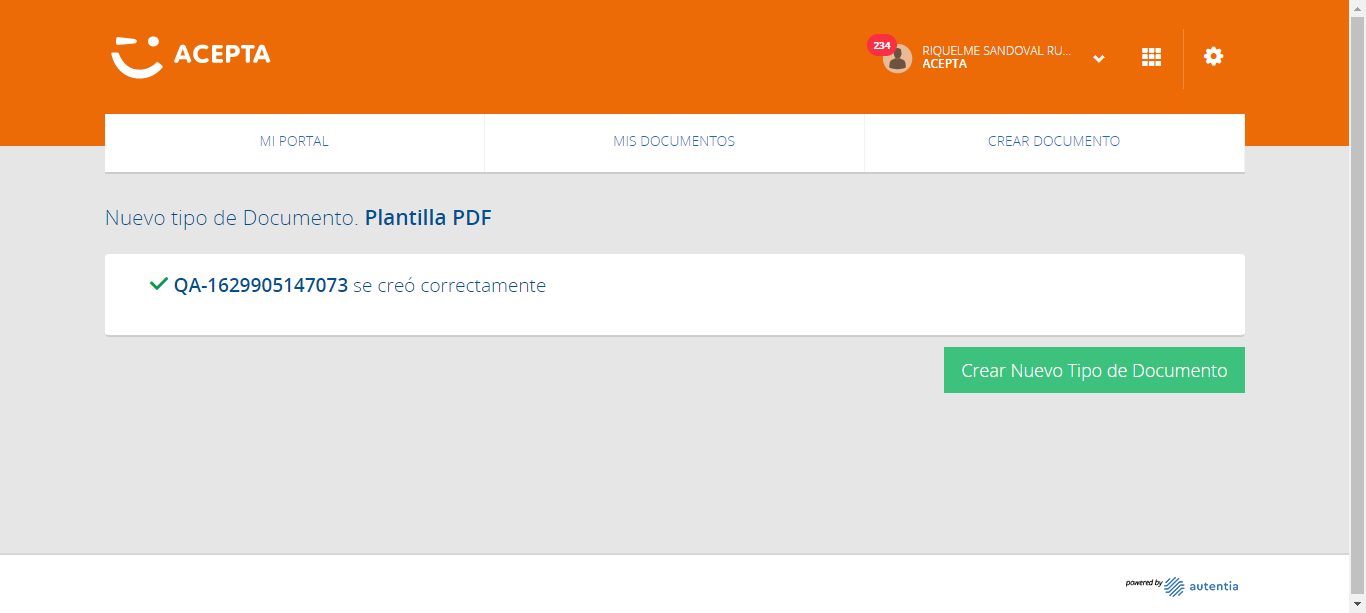 ACEPTA
234
RIQUELME SANDOVAL RU...
ACEPTA
MI PORTAL
MIS DOCUMENTOS
CREAR DOCUMENTO
Nuevo tipo de Documento. Plantilla PDF
QA-1629905147073 se creó correctamente
Crear Nuevo Tipo de Documento
powered by autentia